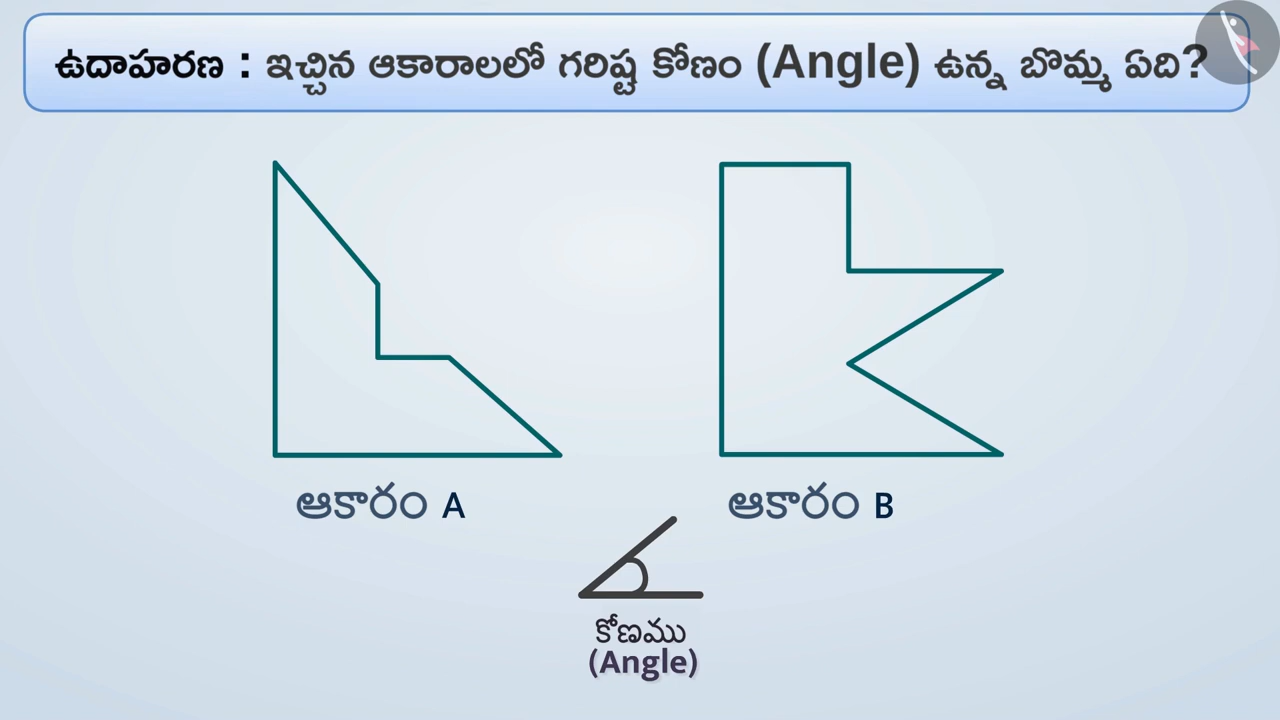 ఉదాహరణ : ఇచ్చిన ఆకారాలలో గరిష్ట కోణం (Angle) ఉన్న బొమ్మ ఏది?
ఆకారం A
ఆకారం B
కోణము
(Angle)